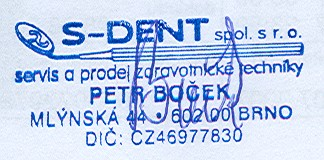 S-DENT spol. s r. o.
servis a prodej zdravotnické techniky
PETR BOČEK
MLÝNSKÁ 44, 602 00 BRNO
DIČ: CZ46977830